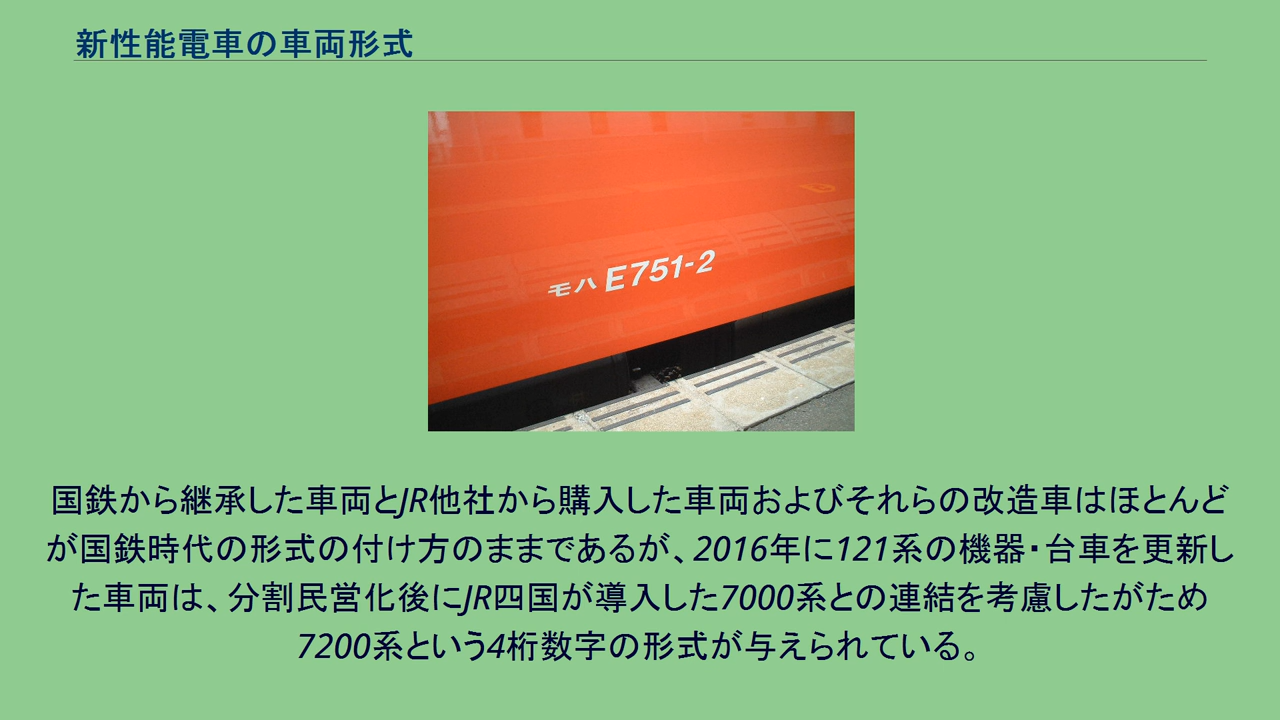 新性能電車の車両形式
モハE751-2
国鉄から継承した車両とJR他社から購入した車両およびそれらの改造車はほとんど
が国鉄時代の形式の付け方のままであるが、2016年に121系の機器・台車を更新し
た車両は、分割民営化後にJR四国が導入した7000系との連結を考慮したがため
7200系という4桁数字の形式が与えられている。